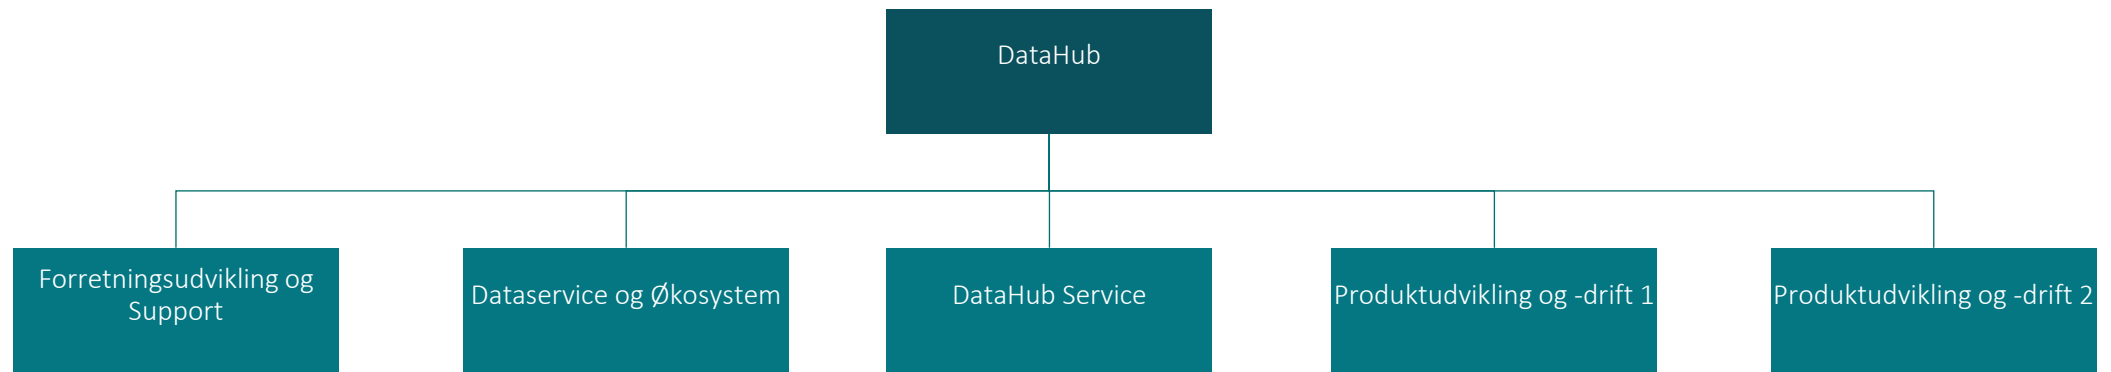 DataHub
Forretningsudvikling og
Support
Dataservice og Økosystem
DataHub Service
Produktudvikling og -drift 1
Produktudvikling og -drift 2